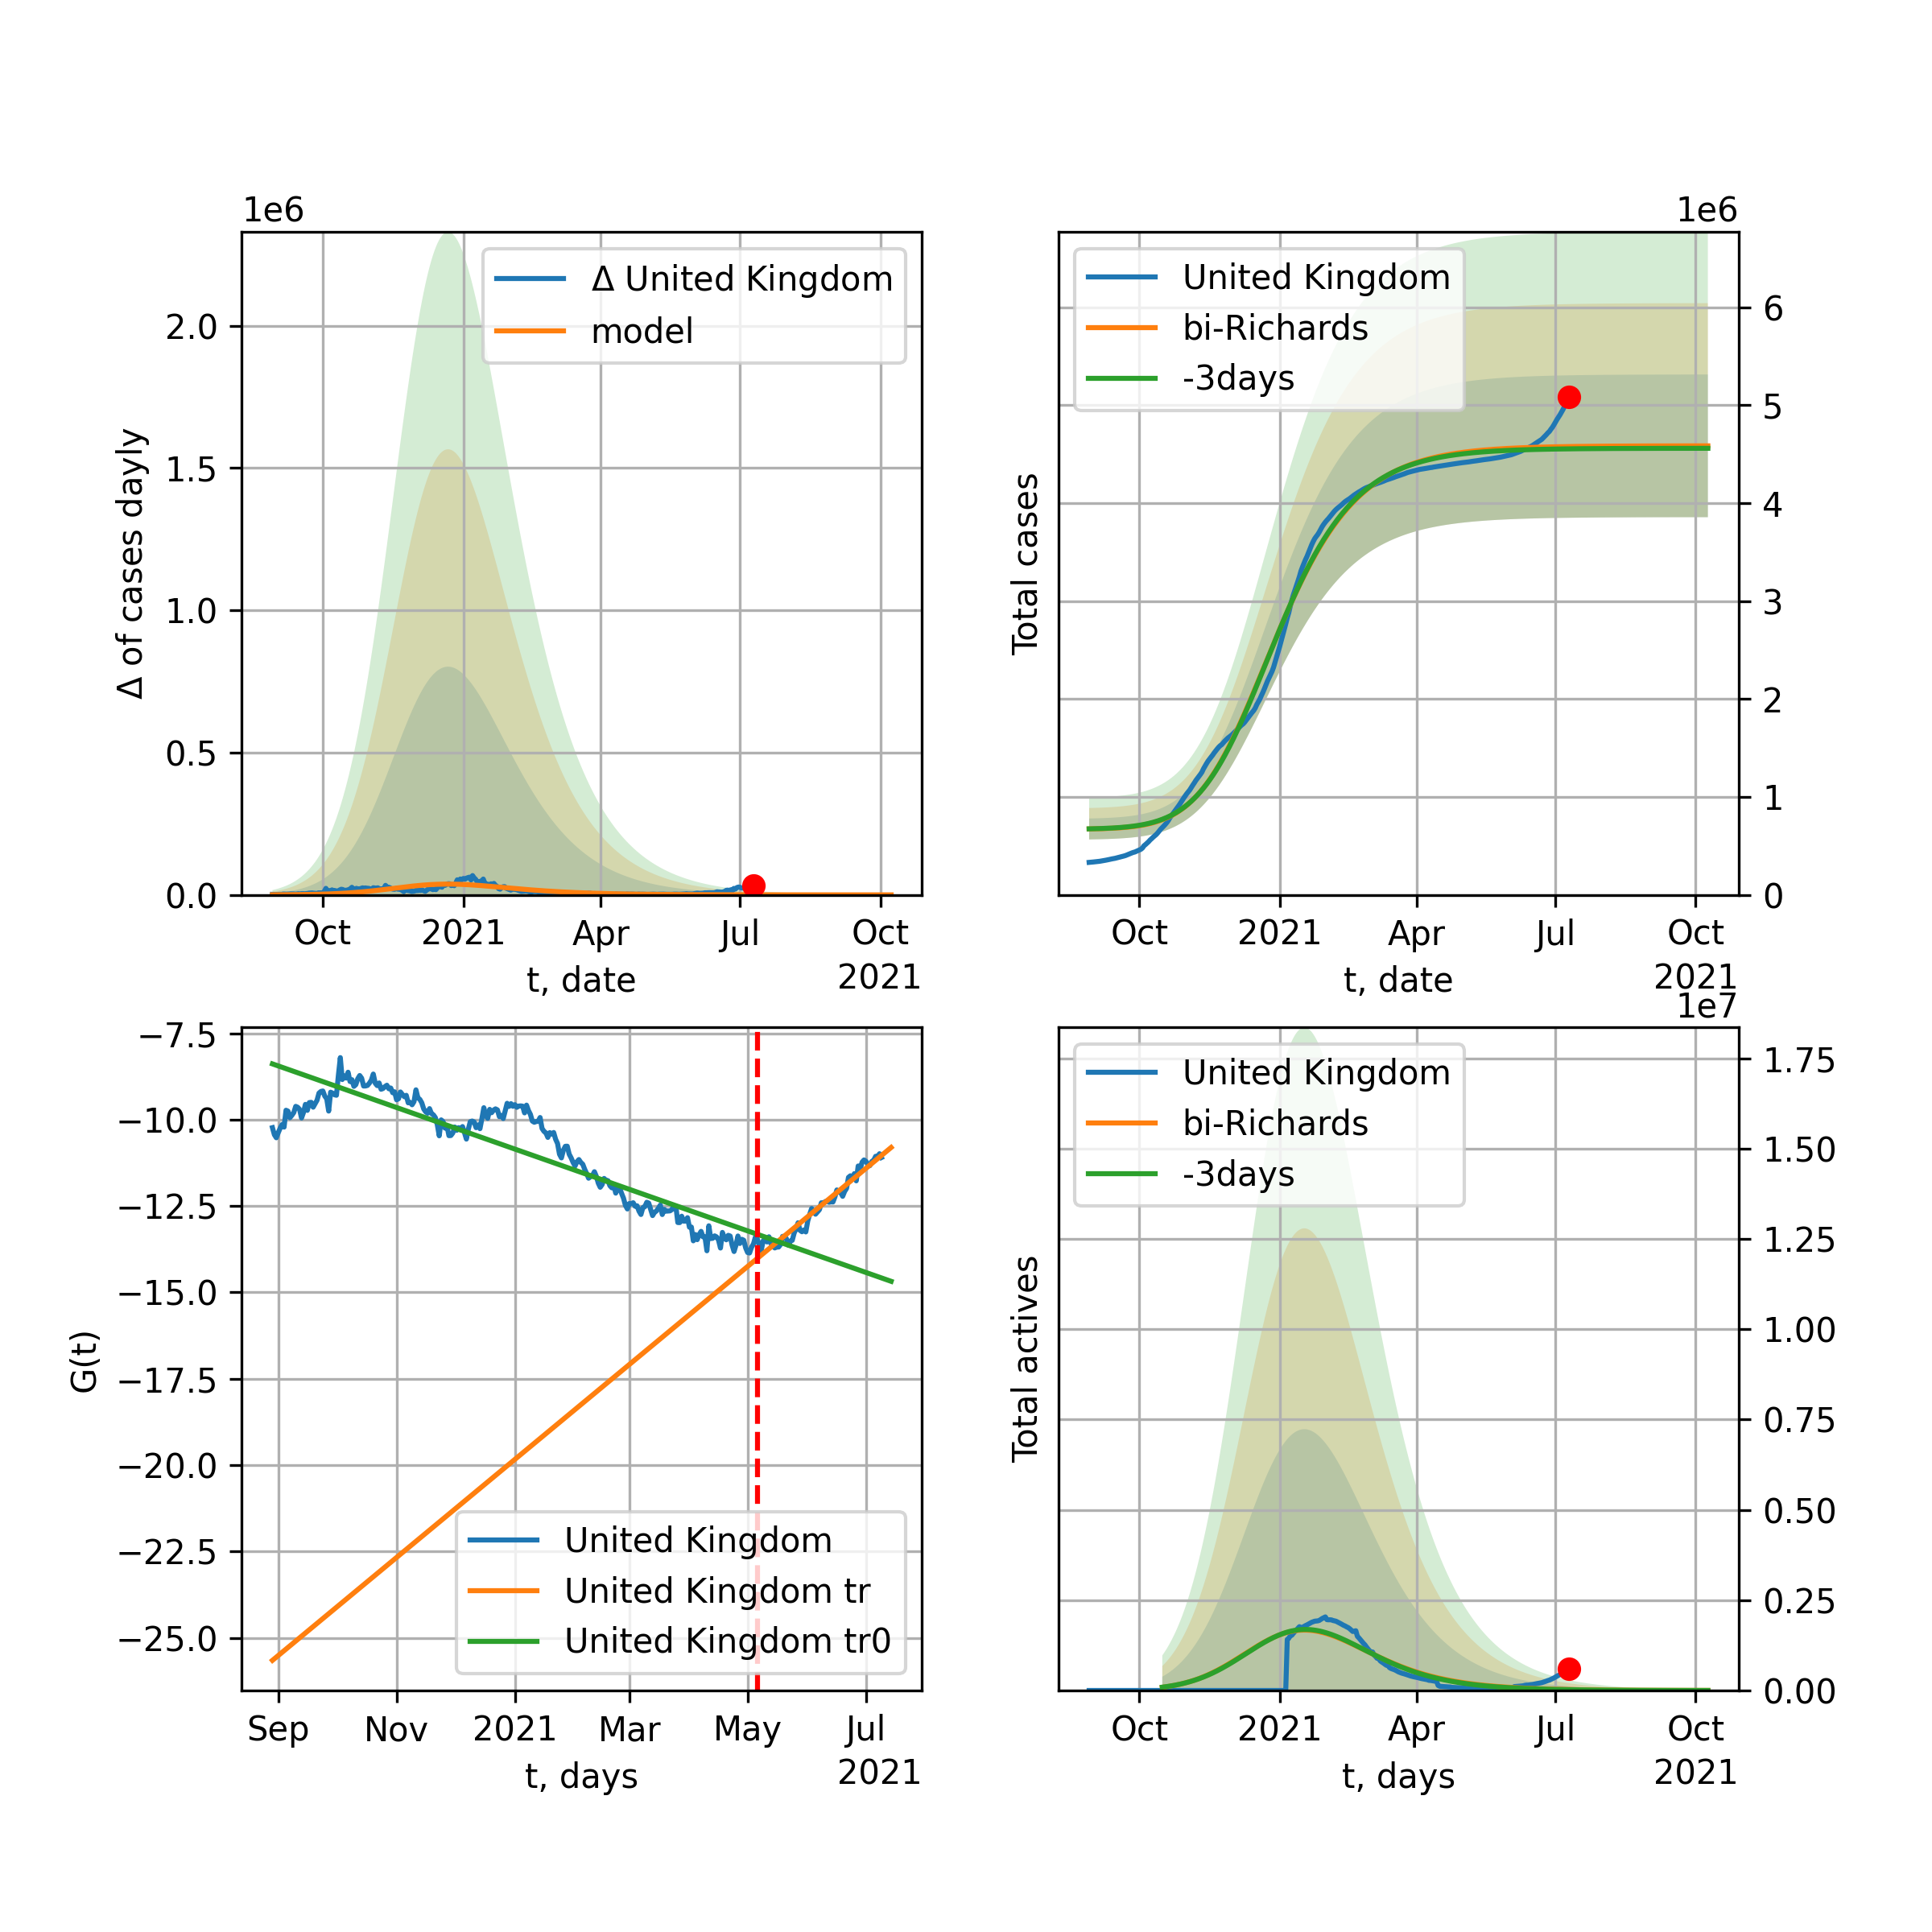 1e6
Δ United Kingdom
model
2.0
1.5
1.0
0.5
0.0
Δ of cases dayly
Oct 2021 Apr Jul Oct
t, date
2021
1e6
United Kingdom
bi-Richards
-3days
6
5
4
3
2
1
0
Total cases
Oct 2021 Apr Jul Oct
t, date
2021
−7.5
−10.0
−12.5
−15.0
−17.5
−20.0
−22.5
−25.0
G(t)
United Kingdom
United Kingdom tr
United Kingdom tr0
Sep Nov 2021 Mar May Jul
t, days
2021
1e7
United Kingdom
bi-Richards
-3days
1.75
1.50
1.25
1.00
0.75
0.50
0.25
0.00
Total actives
Oct 2021 Apr Jul Oct
t, days
2021